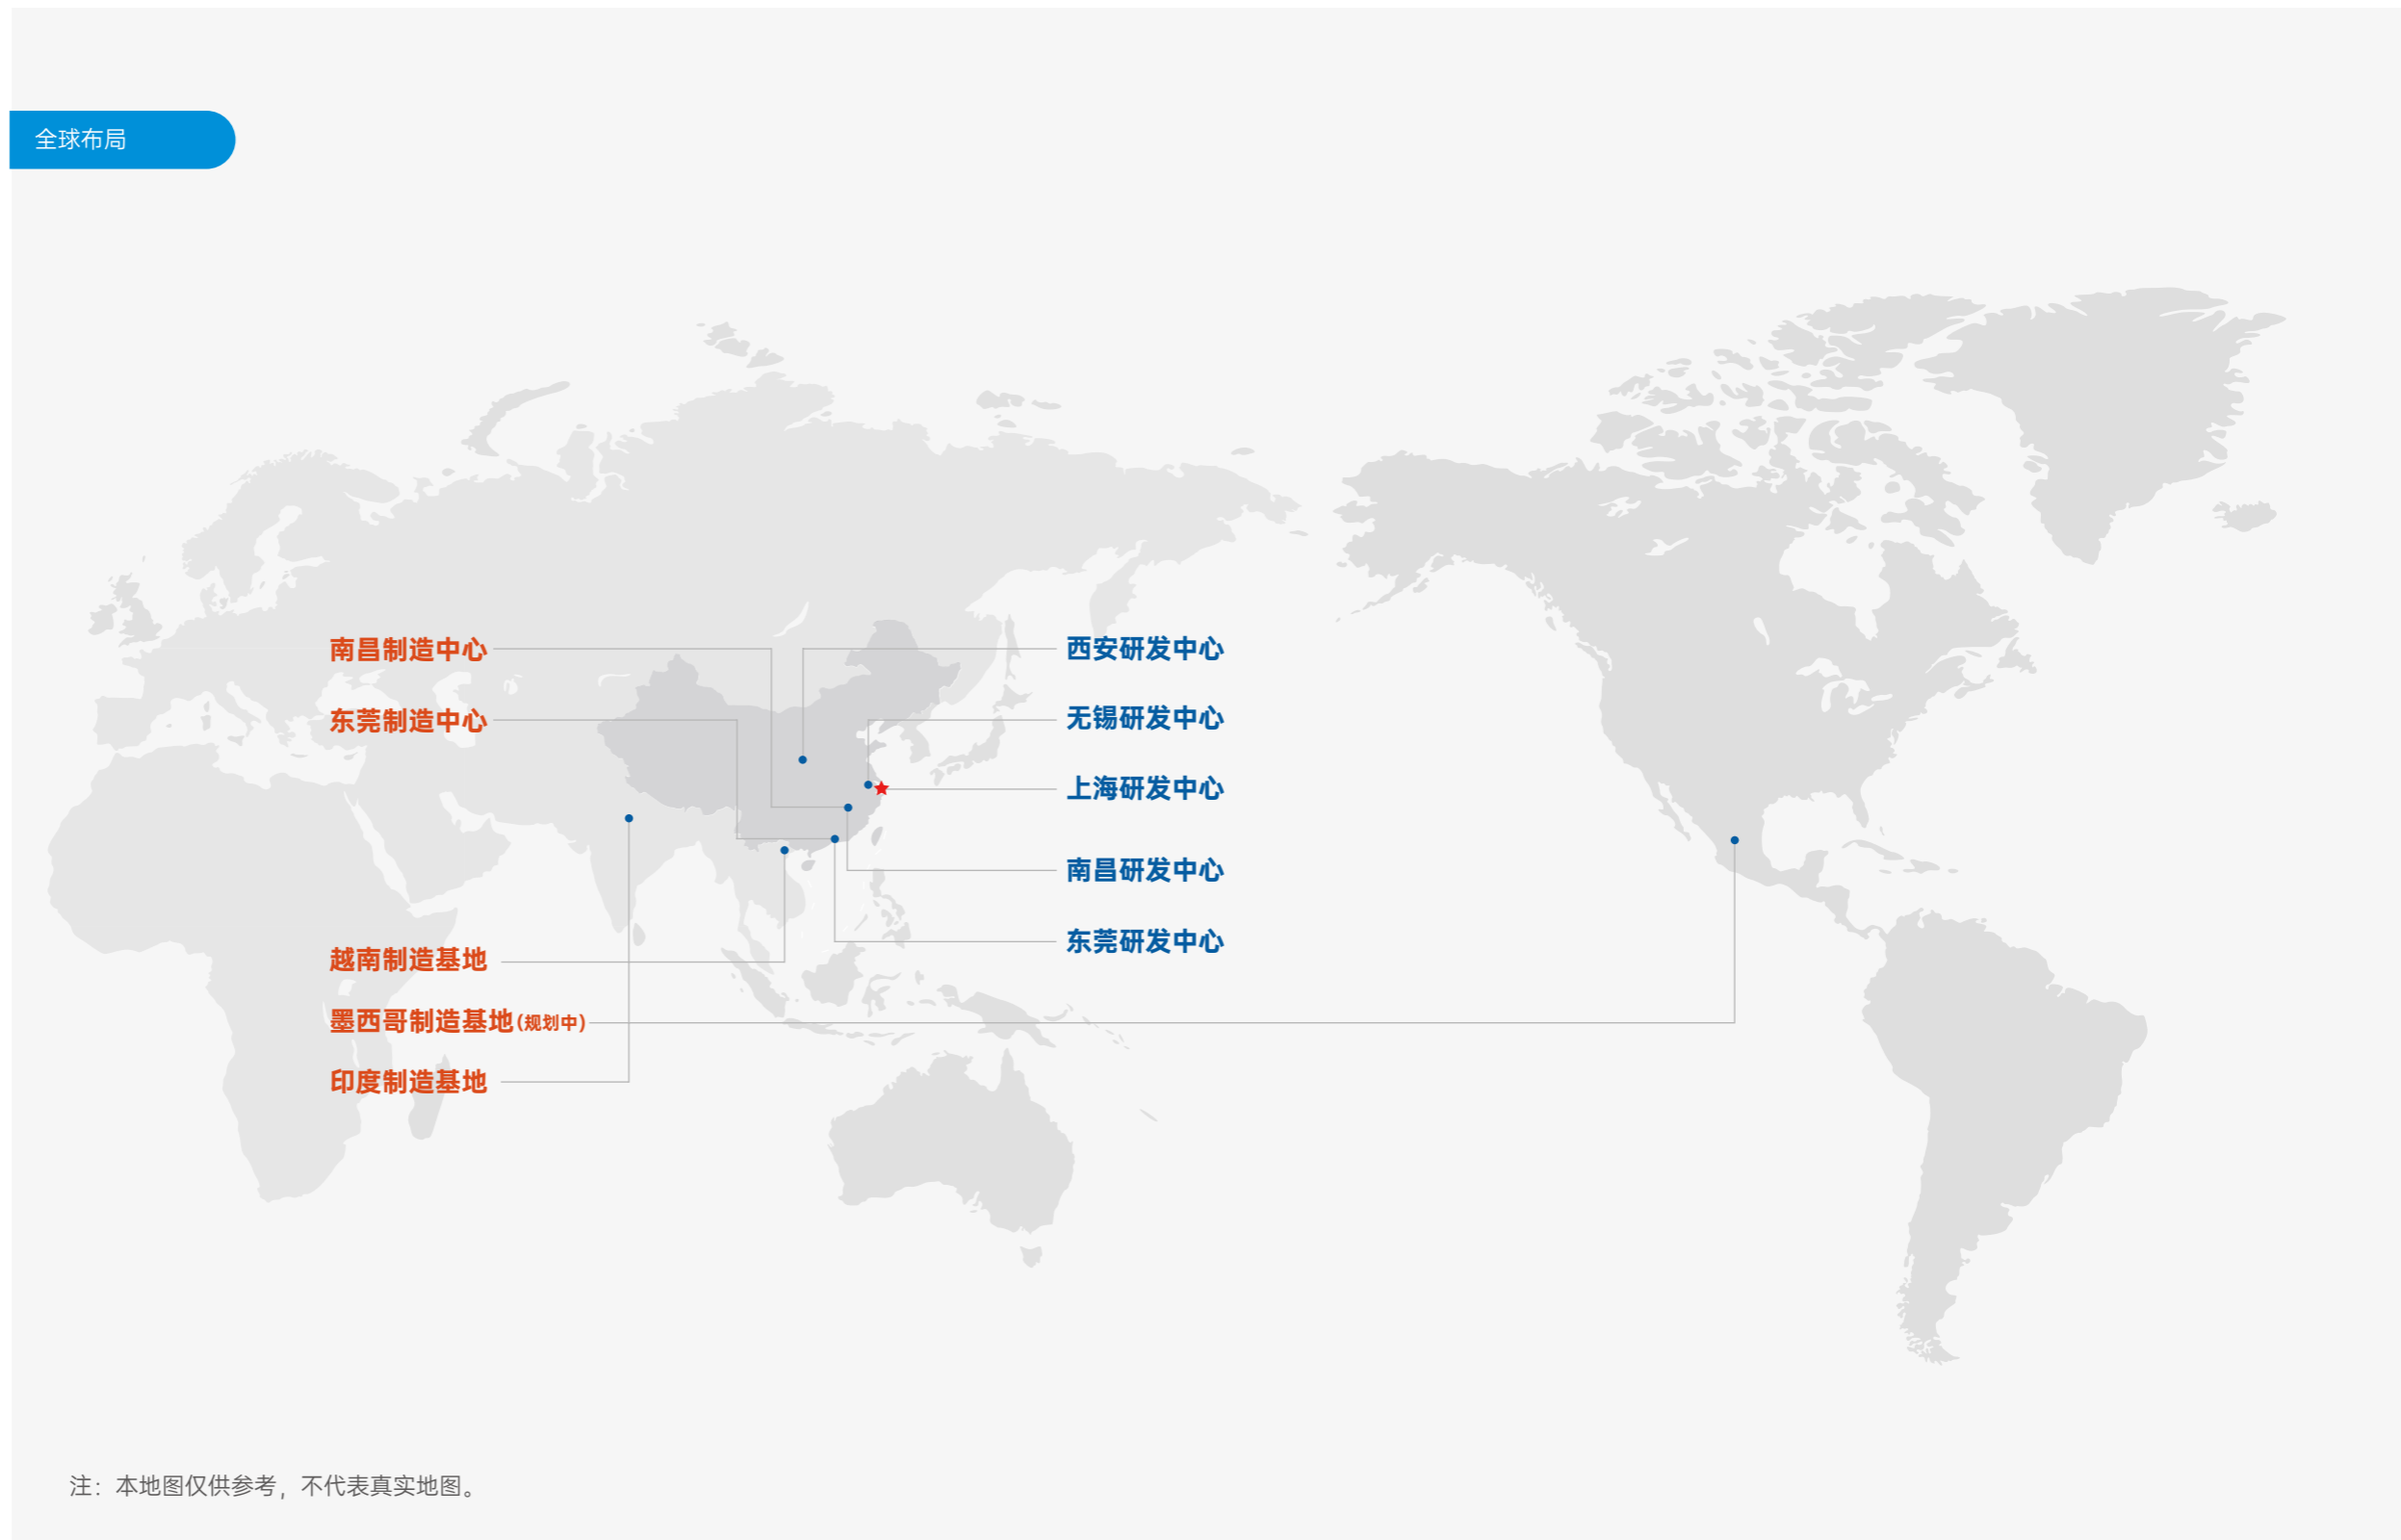 全球布局
南昌制造中心
西安研发中心
东莞制造中心
无锡研发中心
上海研发中心
南昌研发中心
东莞研发中心
越南制造基地
墨西哥制造基地(规划中)
印度制造基地
注：本地图仅供参考，不代表真实地图。